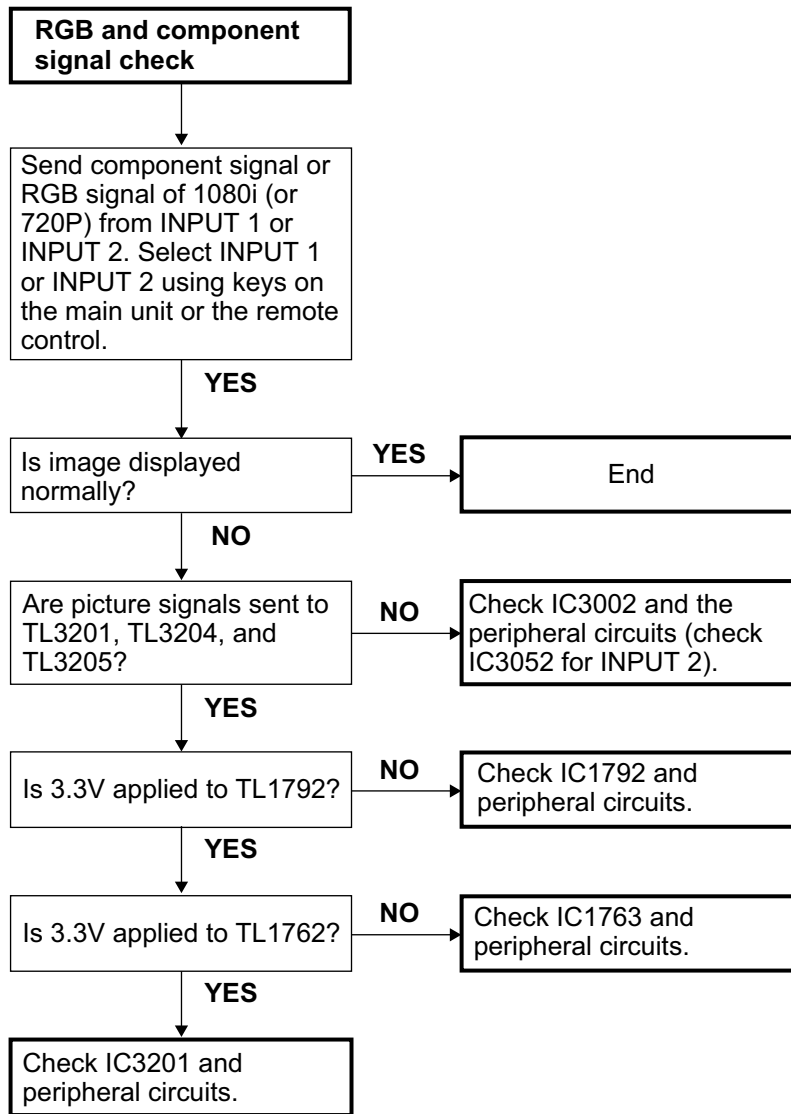 RGB and component
signal check
Send component signal or
RGB signal of 1080i (or
720P) from INPUT 1 or
INPUT 2. Select INPUT 1
or INPUT 2 using keys on
the main unit or the remote
control.
YES
Is image displayed
normally?
YES
End
NO
Are picture signals sent to
TL3201, TL3204, and
TL3205?
NO
Check IC3002 and the
peripheral circuits (check
IC3052 for INPUT 2).
YES
Is 3.3V applied to TL1792?
NO
Check IC1792 and
peripheral circuits.
YES
Is 3.3V applied to TL1762?
NO
Check IC1763 and
peripheral circuits.
YES
Check IC3201 and
peripheral circuits.